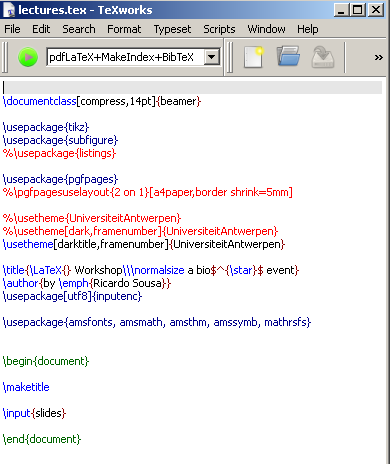 lectures.tex - TeXworks
File Edit Search Format Typeset Scripts Window Help
pdfLaTeX+MakeIndex+BibTeX
\documentclass[compress,14pt]{beamer}
\usepackage{tikz}
\usepackage{subfigure}
%\usepackage{listings}
\usepackage{pgfpages}
%\pgfpagesuselayout{2 on 1}[a4paper,border shrink=5mm]
%\usetheme{UniversiteitAntwerpen}
%\usetheme[dark,framenumber]{UniversiteitAntwerpen}
\usetheme[darktitle,framenumber]{UniversiteitAntwerpen}
\title{\LaTeX{} Workshop\\\normalsize a bio$^{\star}$ event}
\author{by \emph{Ricardo Sousa}}
\usepackage[utf8]{inputenc}
\usepackage{amsfonts, amsmath, amsthm, amssymb, mathrsfs}
\begin{document}
\maketitle
\input{slides}
\end{document}